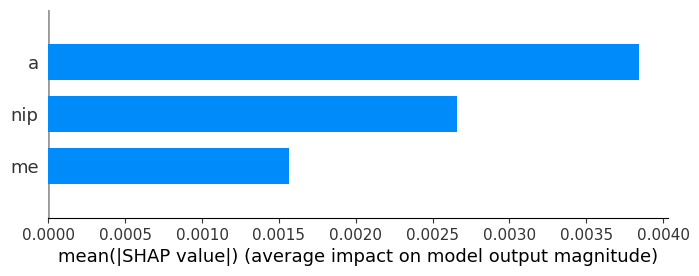 a
nip
me
0.0000 0.0005 0.0010 0.0015 0.0020 0.0025 0.0030 0.0035 0.0040
mean(|SHAP value|) (average impact on model output magnitude)